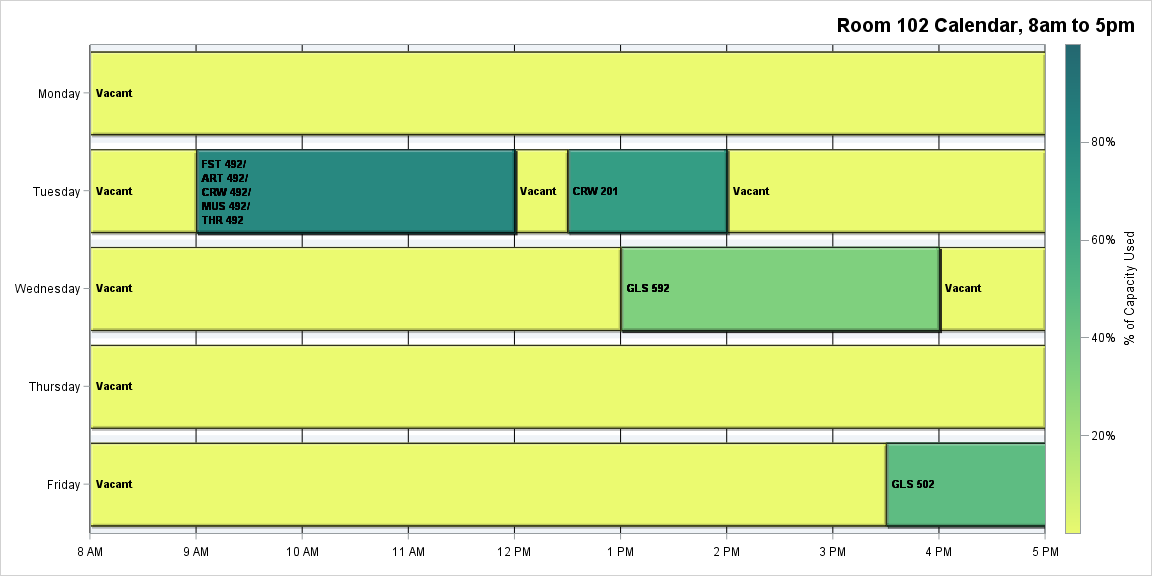 Room 102 Calendar, 8am to 5pm
Monday
Vacant
Tuesday
Vacant
FST 492/
ART 492/
CRW 492/
MUS 492/
THR 492
Vacant
CRW 201
Vacant
Wednesday
Vacant
GLS 592
Vacant
Thursday
Vacant
Friday
Vacant
GLS 502
8 AM 9 AM 10 AM 11 AM 12 PM 1 PM 2 PM 3 PM 4 PM 5 PM
80%
60%
40%
20%
% of Capacity Used